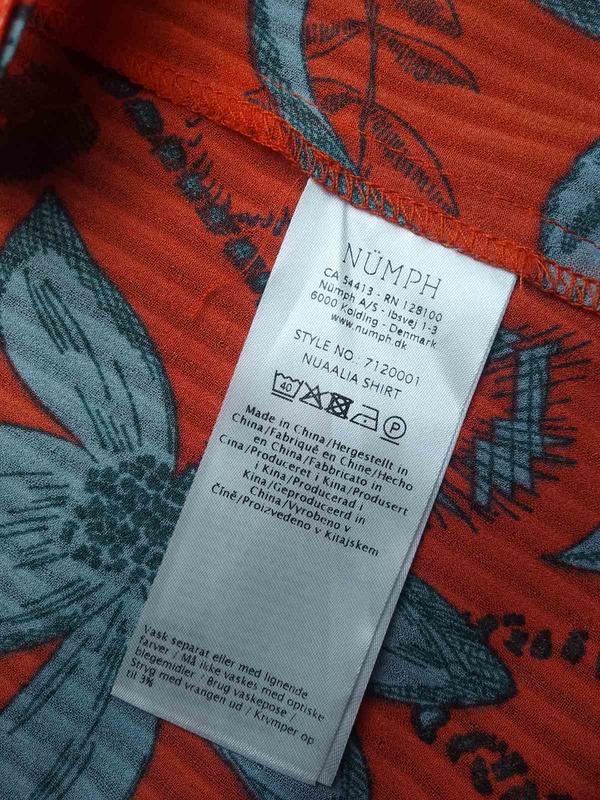 NÜMPH
CA 54413 - RN 128100
Nümph A/S - Ibsvej 1-3
6000 Kolding - Denmark
www.numph.dk
STYLE NO.: 7120001
NUAALIA SHIRT
40
P
Made in China/Hergestellt in
China/Fabriqué en Chine/Hecho
en China/Fabbricato in
Cina/Produceret i Kina/Produsert
i Kina/Producerad i
Kina/Geproduceerd in
China/Vyrobeno v
Číně/Proizvedeno v Kitajskem
Vask separat eller med lignende
farver / Må ikke vaskes med optiske
blegemidler / Brug vaskepose /
Stryg med vrangen ud / Krymper op
til 3%